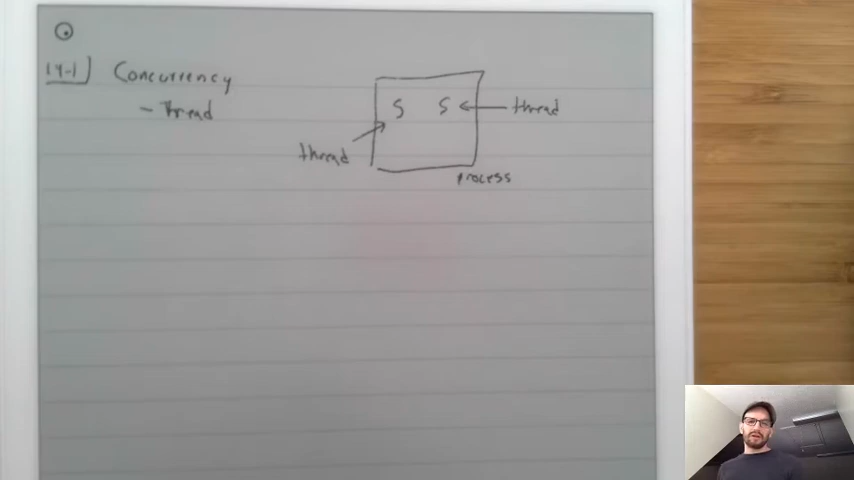 14-1] Concurrency
- Thread
S S ← thread
thread
process